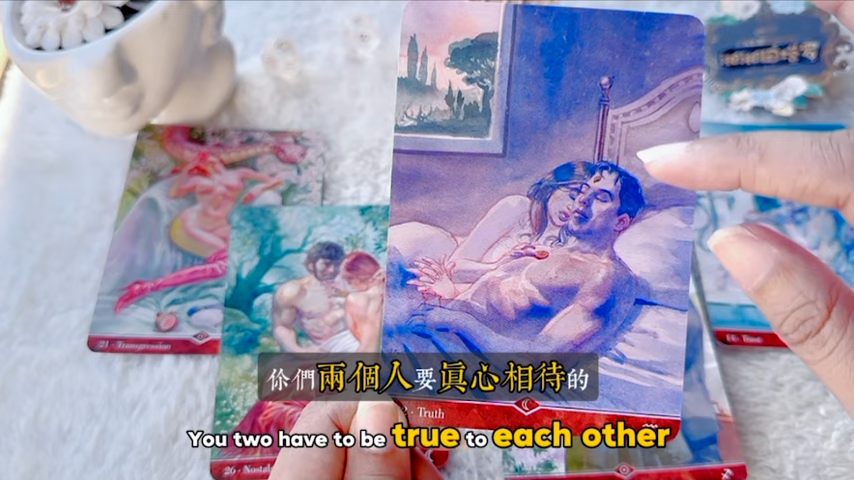 21 · Transgression
你們兩個人要真心相待的
· Truth
You two have to be true to each other
26 · Nostal